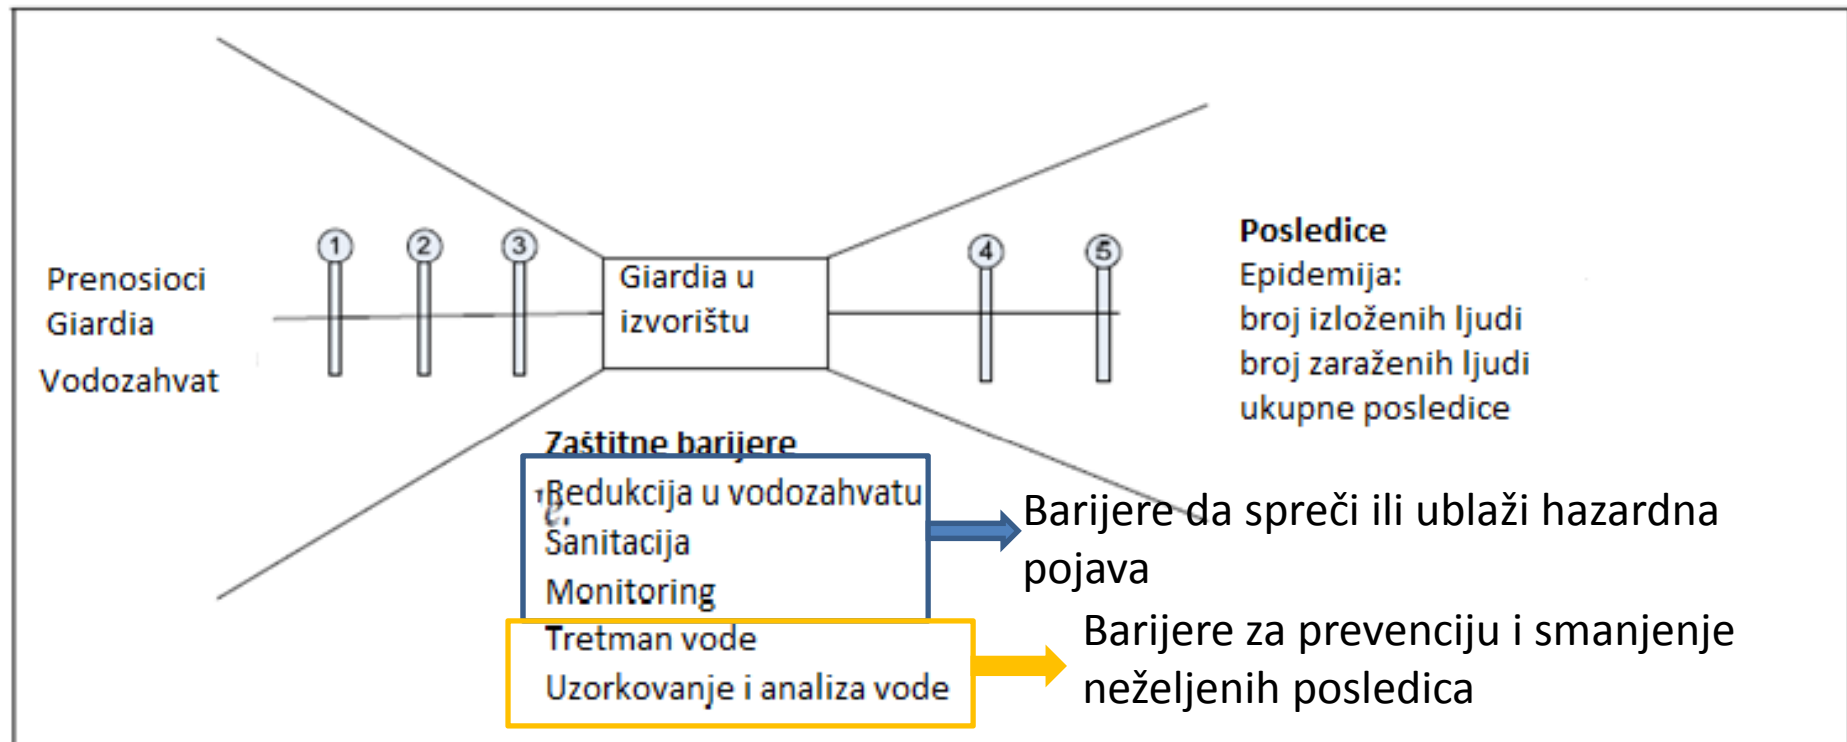 1
2
3
4
5
Prenosioci
Giardia
Vodozahvat
Giardia u
izvorištu
Posledice
Epidemija:
broj izloženih ljudi
broj zaraženih ljudi
ukupne posledice
Zaštitne barijere
Redukcija u vodozahvatu
Sanitacija
Monitoring
Tretman vode
Uzorkovanje i analiza vode
Barijere da spreči ili ublaži hazardna
pojava
Barijere za prevenciju i smanjenje
neželjenih posledica